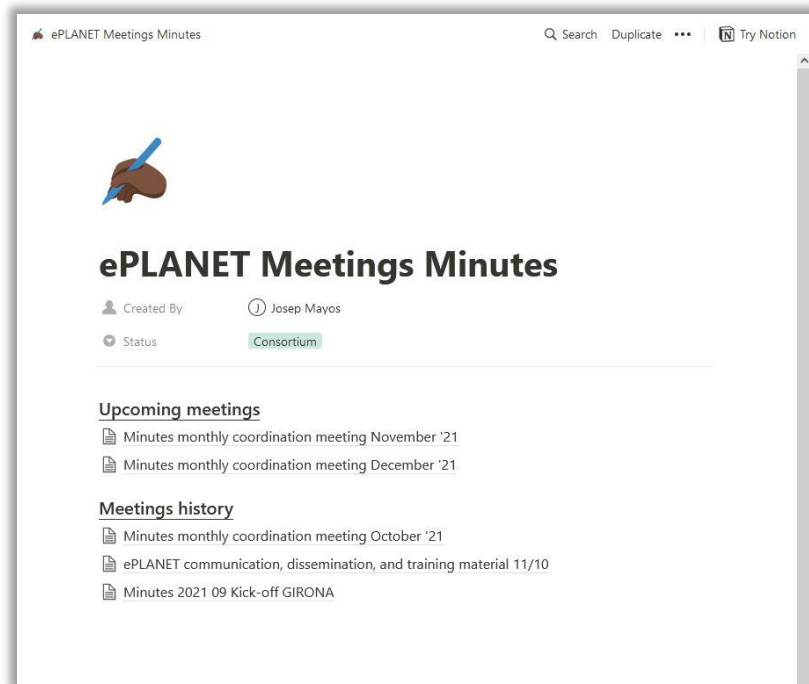 ePLANET Meetings Minutes
Search Duplicate ••• Try Notion
ePLANET Meetings Minutes
Created By J Josep Mayos
Status Consortium
Upcoming meetings
Minutes monthly coordination meeting November '21
Minutes monthly coordination meeting December '21
Meetings history
Minutes monthly coordination meeting October '21
ePLANET communication, dissemination, and training material 11/10
Minutes 2021 09 Kick-off GIRONA